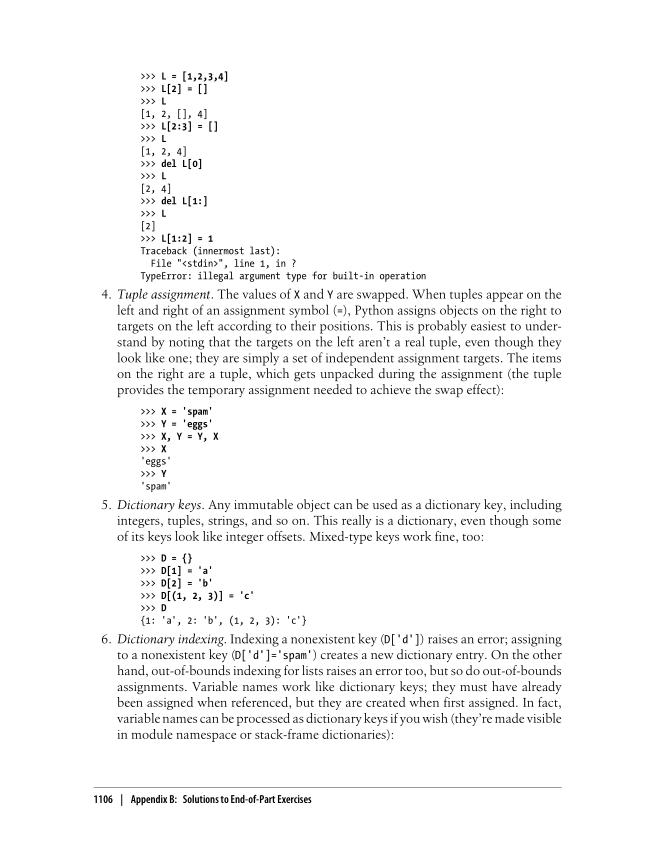 >>> L = [1,2,3,4]
>>> L[2] = []
>>> L
[1, 2, [], 4]
>>> L[2:3] = []
>>> L
[1, 2, 4]
>>> del L[0]
>>> L
[2, 4]
>>> del L[1:]
>>> L
[2]
>>> L[1:2] = 1
Traceback (innermost last):
  File "<stdin>", line 1, in ?
TypeError: illegal argument type for built-in operation
4. Tuple assignment. The values of X and Y are swapped. When tuples appear on the
left and right of an assignment symbol (=), Python assigns objects on the right to
targets on the left according to their positions. This is probably easiest to under-
stand by noting that the targets on the left aren't a real tuple, even though they
look like one; they are simply a set of independent assignment targets. The items
on the right are a tuple, which gets unpacked during the assignment (the tuple
provides the temporary assignment needed to achieve the swap effect):
>>> X = 'spam'
>>> Y = 'eggs'
>>> X, Y = Y, X
>>> X
'eggs'
>>> Y
'spam'
5. Dictionary keys. Any immutable object can be used as a dictionary key, including
integers, tuples, strings, and so on. This really is a dictionary, even though some
of its keys look like integer offsets. Mixed-type keys work fine, too:
>>> D = {}
>>> D[1] = 'a'
>>> D[2] = 'b'
>>> D[(1, 2, 3)] = 'c'
>>> D
{1: 'a', 2: 'b', (1, 2, 3): 'c'}
6. Dictionary indexing. Indexing a nonexistent key (D['d']) raises an error; assigning
to a nonexistent key (D['d']='spam') creates a new dictionary entry. On the other
hand, out-of-bounds indexing for lists raises an error too, but so do out-of-bounds
assignments. Variable names work like dictionary keys; they must have already
been assigned when referenced, but they are created when first assigned. In fact,
variable names can be processed as dictionary keys if you wish (they're made visible
in module namespace or stack-frame dictionaries):
1106 | Appendix B: Solutions to End-of-Part Exercises